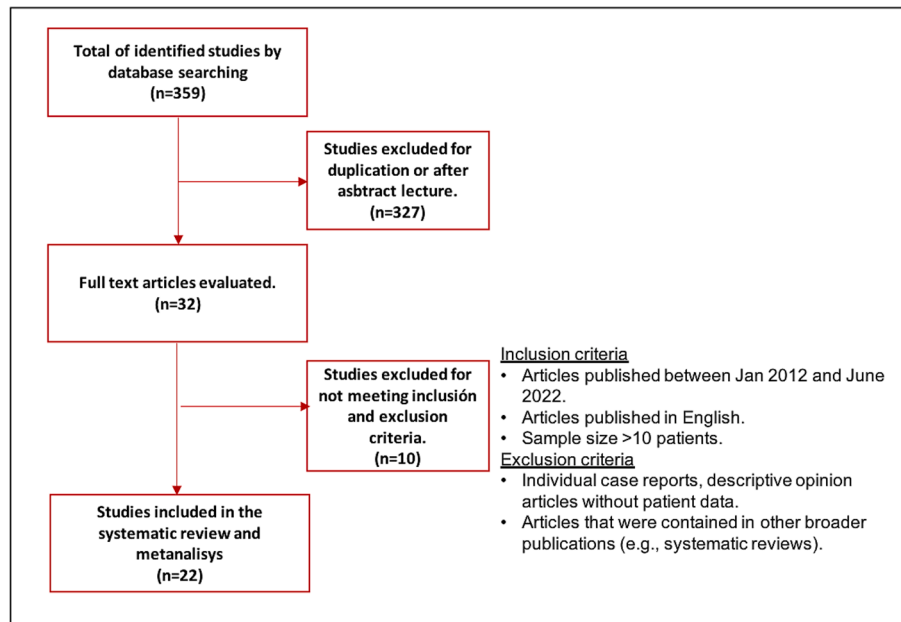 Total of identified studies by
database searching
(n=359)
Studies excluded for
duplication or after
asbtract lecture.
(n=327)
Full text articles evaluated.
(n=32)
Studies excluded for
not meeting inclusión
and exclusion
criteria.
(n=10)
Studies included in the
systematic review and
metanalisys
(n=22)
Inclusion criteria
• Articles published between Jan 2012 and June
2022.
• Articles published in English.
• Sample size >10 patients.
Exclusion criteria
• Individual case reports, descriptive opinion
articles without patient data.
• Articles that were contained in other broader
publications (e.g., systematic reviews).